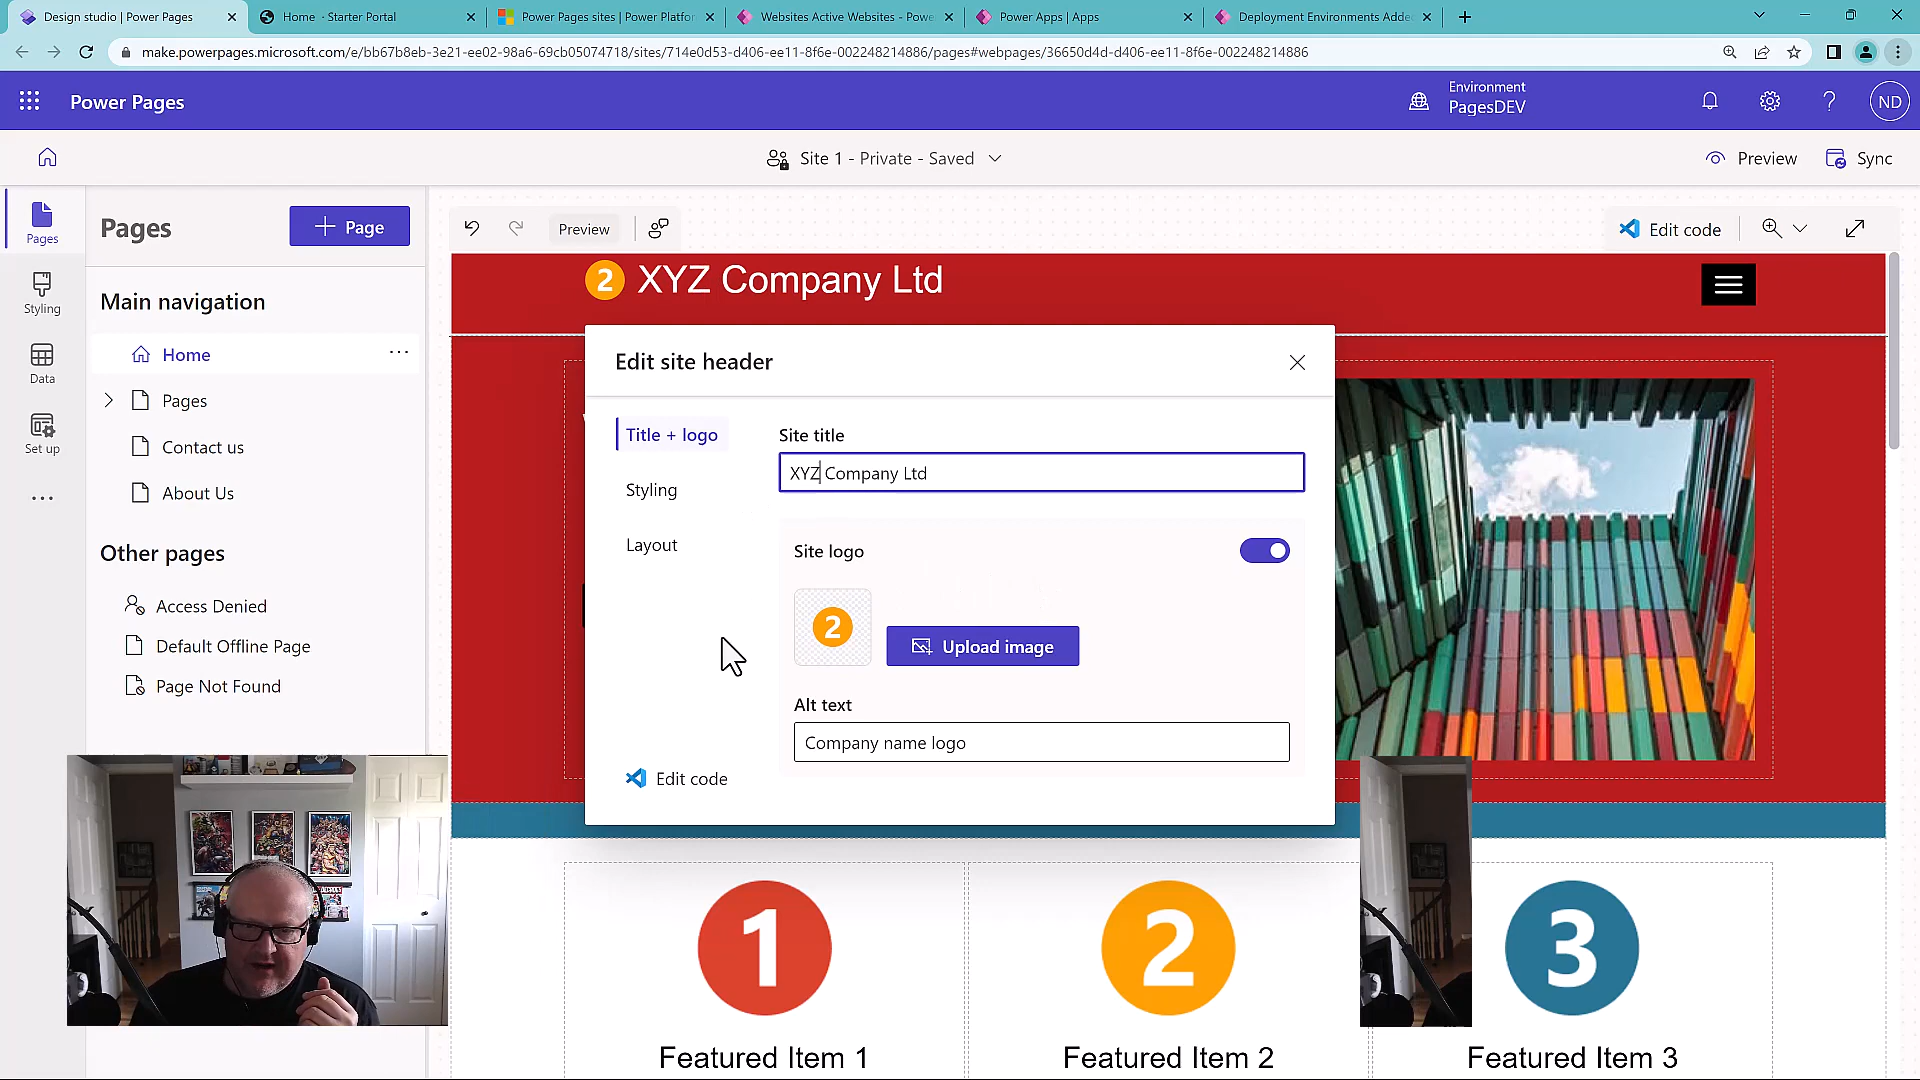 Design studio | Power Pages
Home · Starter Portal
Power Pages sites | Power Platfor
Websites Active Websites - Powe
Power Apps | Apps
Deployment Environments Adde
make.powerpages.microsoft.com/e/bb67b8eb-3e21-ee02-98a6-69cb05074718/sites/714e0d53-d406-ee11-8f6e-002248214886/pages#webpages/36650d4d-d406-ee11-8f6e-002248214886
Power Pages
Environment
PagesDEV
ND
Site 1 - Private - Saved
Preview
Sync
Pages
Styling
Data
Set up
Pages
Page
Main navigation
Home
Pages
Contact us
About Us
Other pages
Access Denied
Default Offline Page
Page Not Found
Preview
Edit code
2 XYZ Company Ltd
Edit site header
Title + logo
Styling
Layout
Edit code
Site title
XYZ Company Ltd
Site logo
2
Upload image
Alt text
Company name logo
1
2
3
Featured Item 1
Featured Item 2
Featured Item 3